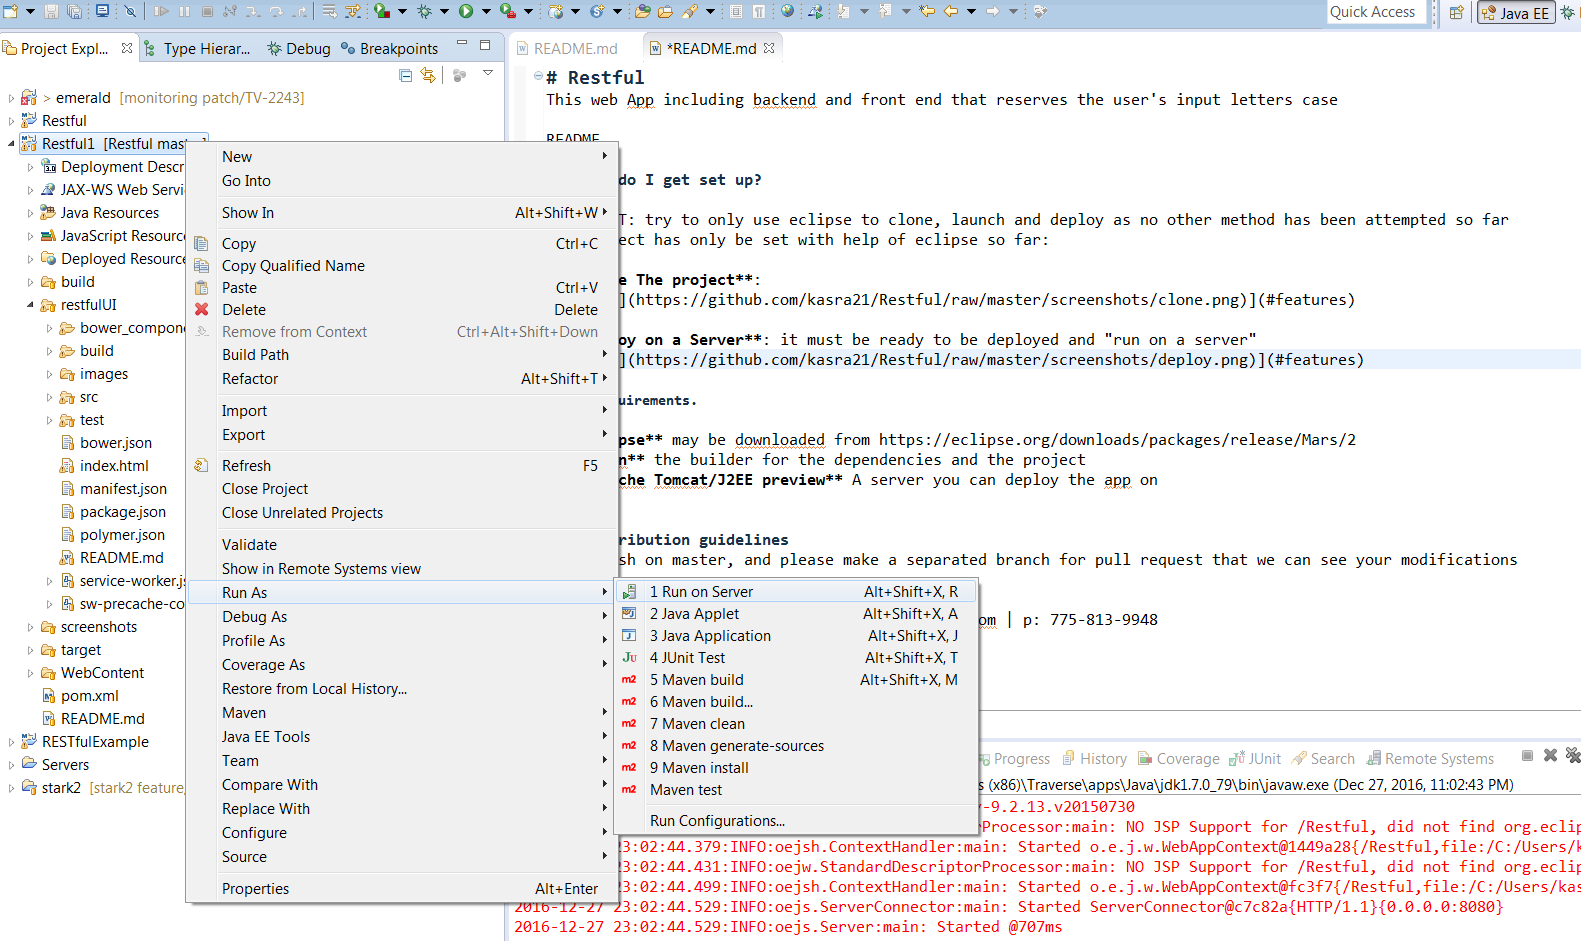 Quick Access
Java EE
Project Expl...
Type Hierar...
Debug
Breakpoints
README.md
*README.md
> emerald [monitoring patch/TV-2243]
Restful
Restful1 [Restful mast
Deployment Descr
JAX-WS Web Servi
Java Resources
JavaScript Resourc
Deployed Resource
build
restfulUI
bower_compone
build
images
src
test
bower.json
index.html
manifest.json
package.json
polymer.json
README.md
service-worker.js
sw-precache-co
screenshots
target
WebContent
pom.xml
README.md
RESTfulExample
Servers
stark2 [stark2 feature,
New
Go Into
Show In Alt+Shift+W
Copy Ctrl+C
Copy Qualified Name
Paste Ctrl+V
Delete Delete
Remove from Context Ctrl+Alt+Shift+Down
Build Path
Refactor Alt+Shift+T
Import
Export
Refresh F5
Close Project
Close Unrelated Projects
Validate
Show in Remote Systems view
Run As
Debug As
Profile As
Coverage As
Restore from Local History...
Maven
Java EE Tools
Team
Compare With
Replace With
Configure
Source
Properties Alt+Enter
1 Run on Server Alt+Shift+X, R
2 Java Applet Alt+Shift+X, A
3 Java Application Alt+Shift+X, J
4 JUnit Test Alt+Shift+X, T
5 Maven build Alt+Shift+X, M
6 Maven build...
7 Maven clean
8 Maven generate-sources
9 Maven install
Maven test
Run Configurations...
# Restful
This web App including backend and front end that reserves the user's input letters case
README
do I get set up?
T: try to only use eclipse to clone, launch and deploy as no other method has been attempted so far
ect has only be set with help of eclipse so far:
e The project**:
](https://github.com/kasra21/Restful/raw/master/screenshots/clone.png)](#features)
oy on a Server**: it must be ready to be deployed and "run on a server"
](https://github.com/kasra21/Restful/raw/master/screenshots/deploy.png)](#features)
uirements.
pse** may be downloaded from https://eclipse.org/downloads/packages/release/Mars/2
n** the builder for the dependencies and the project
che Tomcat/J2EE preview** A server you can deploy the app on
ribution guidelines
sh on master, and please make a separated branch for pull request that we can see your modifications
om | p: 775-813-9948
Progress
History
Coverage
JUnit
Search
Remote Systems
s (x86)\Traverse\apps\Java\jdk1.7.0_79\bin\javaw.exe (Dec 27, 2016, 11:02:43 PM)
y-9.2.13.v20150730
rProcessor:main: NO JSP Support for /Restful, did not find org.eclip
23:02:44.379:INFO:oejsh.ContextHandler:main: Started o.e.j.w.WebAppContext@1449a28{/Restful,file:/C:/Users/k
23:02:44.431:INFO:oejw.StandardDescriptorProcessor:main: NO JSP Support for /Restful, did not find org.eclip
23:02:44.499:INFO:oejsh.ContextHandler:main: Started o.e.j.w.WebAppContext@fc3f7{/Restful,file:/C:/Users/kas
2016-12-27 23:02:44.529:INFO:oejs.ServerConnector:main: Started ServerConnector@c7c82a{HTTP/1.1}{0.0.0.0:8080}
2016-12-27 23:02:44.529:INFO:oejs.Server:main: Started @707ms